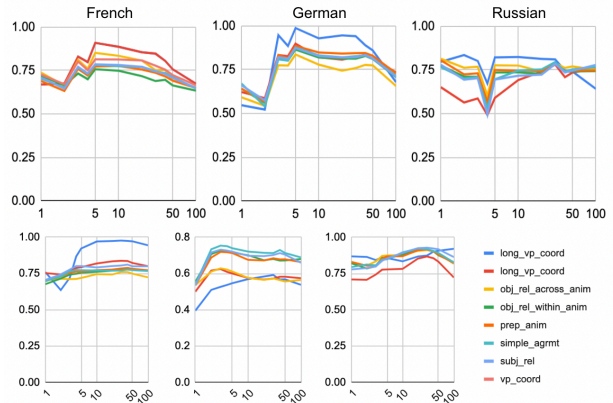 French German Russian
1.00 1.00 1.00
0.75 0.75 0.75
0.50 0.50 0.50
0.25 0.25 0.25
0.00 0.00 0.00
1 5 10 50 100 1 5 10 50 100 1 5 10 50 100
1.00 0.8 1.00
0.75 0.6 0.75
0.50 0.4 0.50
0.25 0.2 0.25
0.00 0.0 0.00
1 5 10 50 100 1 5 10 50 100 1 5 10 50 100
long_vp_coord
long_vp_coord
obj_rel_across_anim
obj_rel_within_anim
prep_anim
simple_agrmt
subj_rel
vp_coord